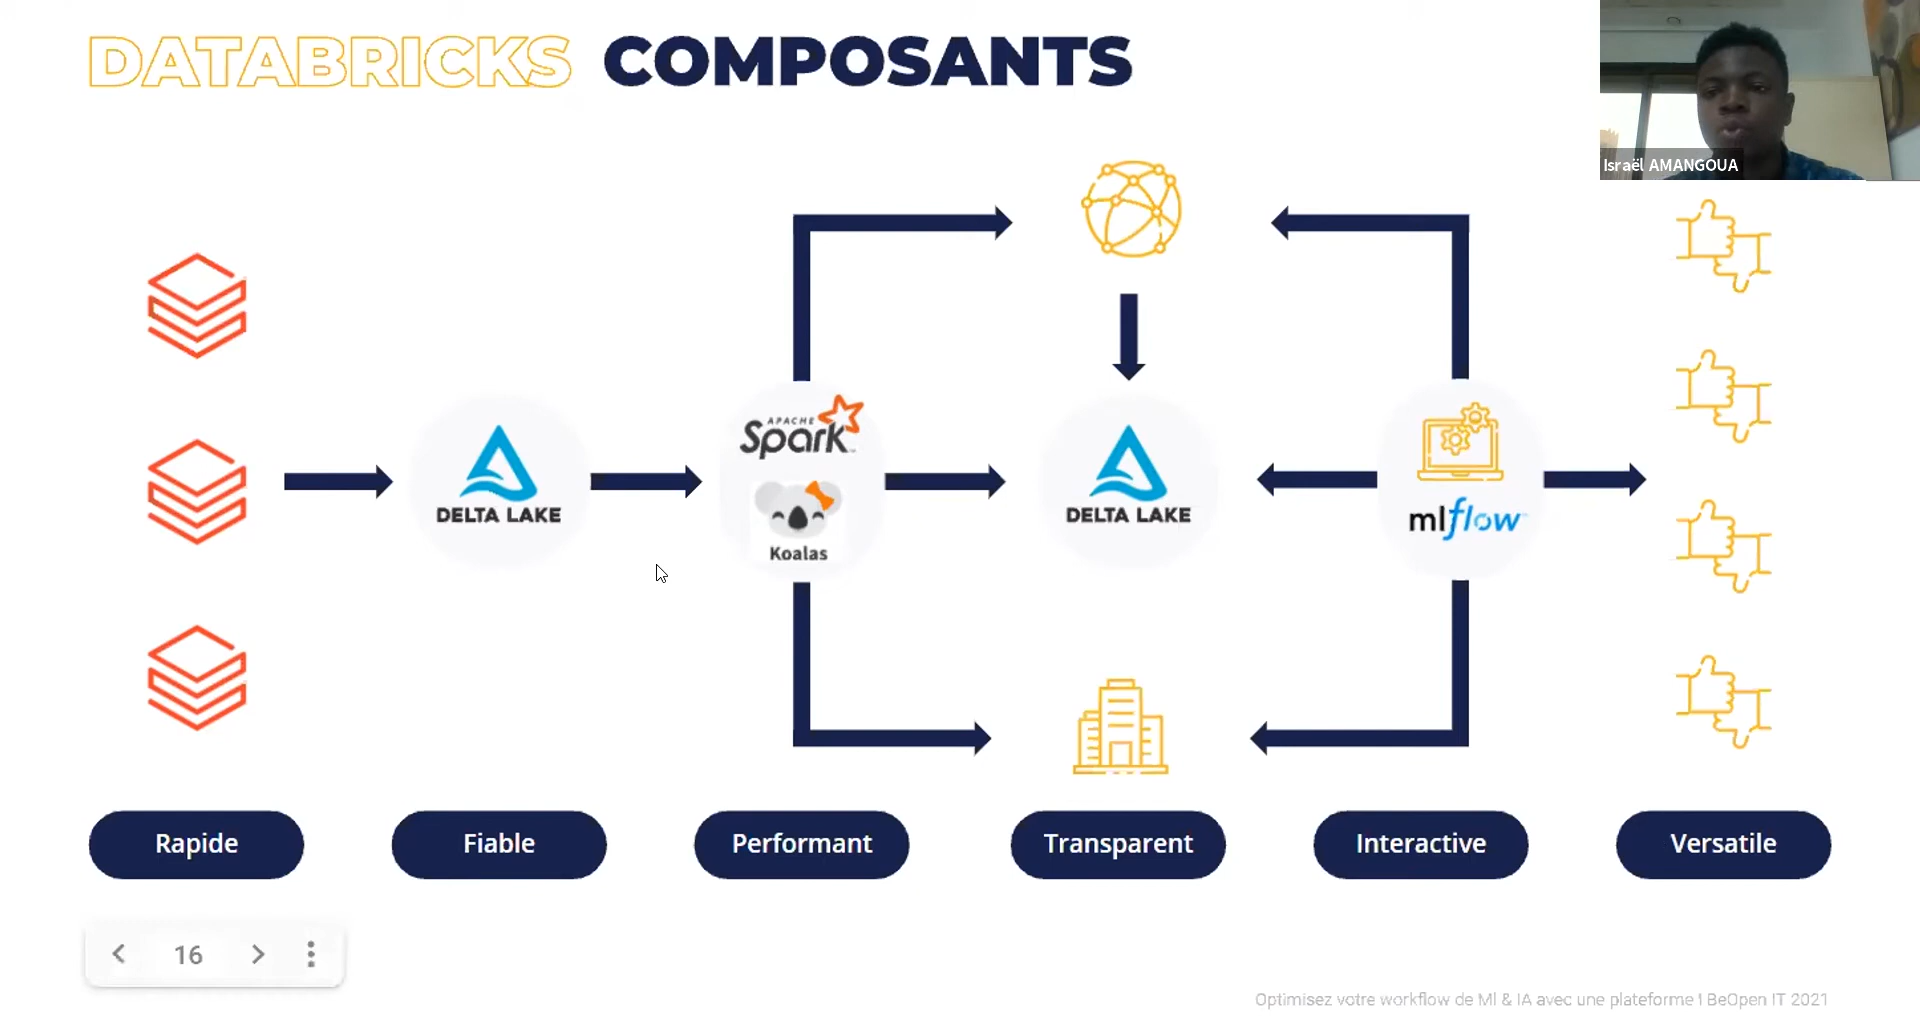 DATABRICKS COMPOSANTS
Israël AMANGOUA
APACHE
Spark
Koalas
DELTA LAKE
DELTA LAKE
mlflow
Rapide
Fiable
Performant
Transparent
Interactive
Versatile
16
Optimisez votre workflow de Ml & IA avec une plateforme ! BeOpen IT 2021